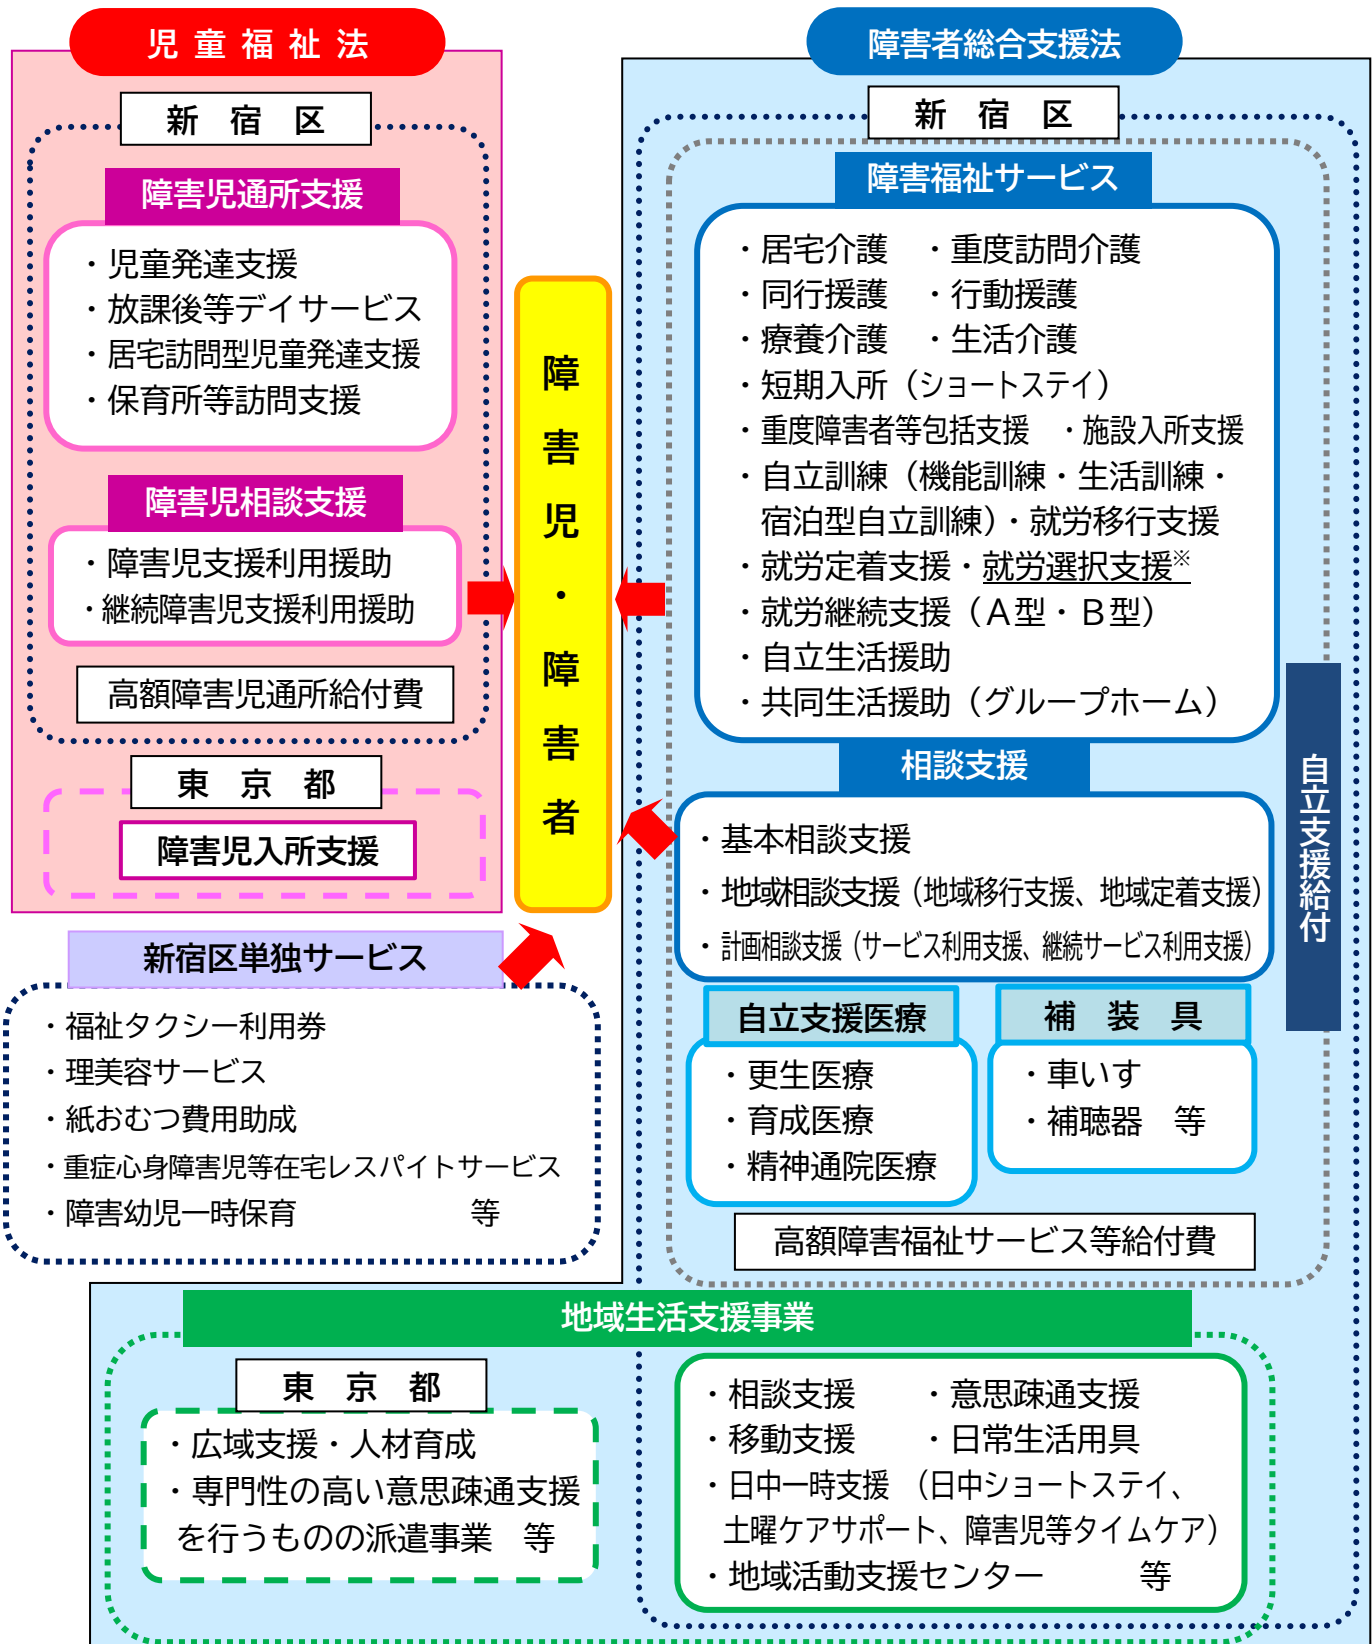 児童福祉法
新宿区
障害児通所支援
・児童発達支援
・放課後等デイサービス
・居宅訪問型児童発達支援
・保育所等訪問支援
障害児相談支援
・障害児支援利用援助
・継続障害児支援利用援助
高額障害児通所給付費
東京都
障害児入所支援
新宿区単独サービス
・福祉タクシー利用券
・理美容サービス
・紙おむつ費用助成
・重症心身障害児等在宅レスパイトサービス
・障害幼児一時保育　等
障害児・障害者
障害者総合支援法
新宿区
障害福祉サービス
・居宅介護　・重度訪問介護
・同行援護　・行動援護
・療養介護　・生活介護
・短期入所（ショートステイ）
・重度障害者等包括支援　・施設入所支援
・自立訓練（機能訓練・生活訓練・
宿泊型自立訓練）・就労移行支援
・就労定着支援・就労選択支援※
・就労継続支援（Ａ型・Ｂ型）
・自立生活援助
・共同生活援助（グループホーム）
相談支援
・基本相談支援
・地域相談支援（地域移行支援、地域定着支援）
・計画相談支援（サービス利用支援、継続サービス利用支援）
自立支援医療
・更生医療
・育成医療
・精神通院医療
補装具
・車いす
・補聴器　等
高額障害福祉サービス等給付費
自立支援給付
地域生活支援事業
東京都
・広域支援・人材育成
・専門性の高い意思疎通支援
を行うものの派遣事業　等
・相談支援　・意思疎通支援
・移動支援　・日常生活用具
・日中一時支援　（日中ショートステイ、
土曜ケアサポート、障害児等タイムケア）
・地域活動支援センター　等